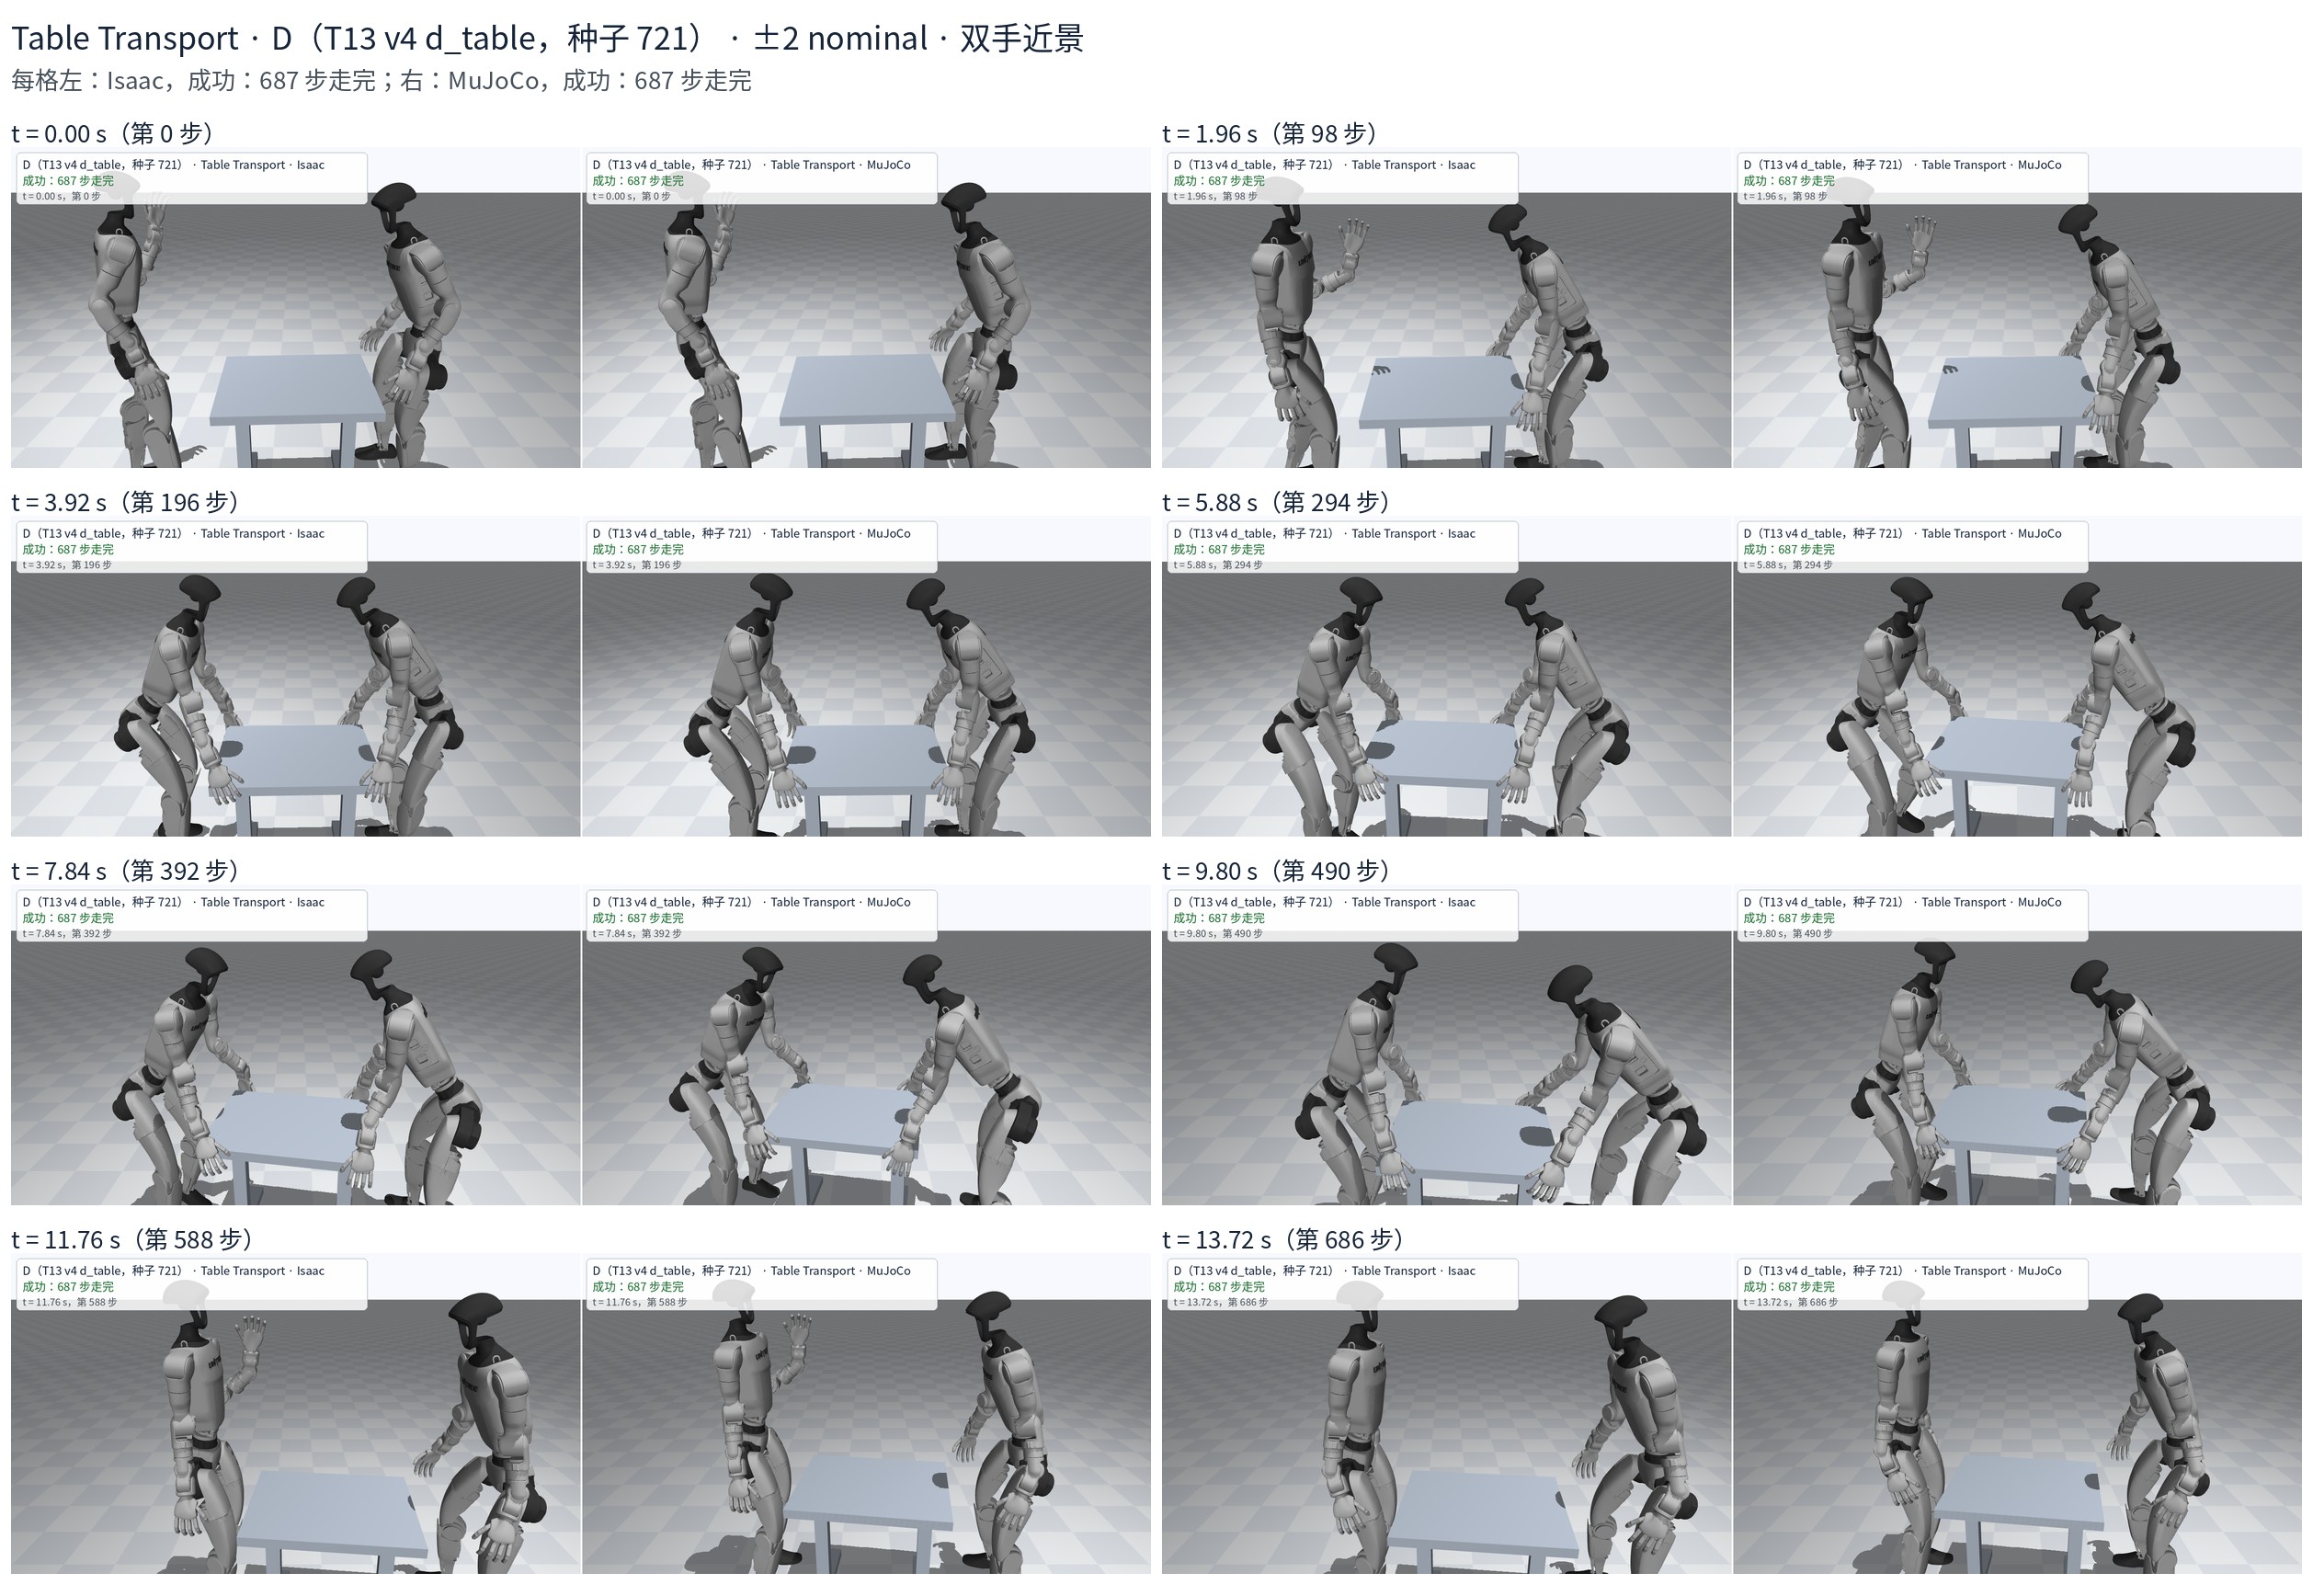 Table Transport · D（T13 v4 d_table，种子 721） · ±2 nominal · 双手近景
每格左：Isaac，成功：687 步走完；右：MuJoCo，成功：687 步走完
t = 0.00 s（第 0 步）
D（T13 v4 d_table，种子 721） · Table Transport · Isaac
成功：687 步走完
t = 0.00 s，第 0 步
D（T13 v4 d_table，种子 721） · Table Transport · MuJoCo
成功：687 步走完
t = 0.00 s，第 0 步
t = 1.96 s（第 98 步）
D（T13 v4 d_table，种子 721） · Table Transport · Isaac
成功：687 步走完
t = 1.96 s，第 98 步
D（T13 v4 d_table，种子 721） · Table Transport · MuJoCo
成功：687 步走完
t = 1.96 s，第 98 步
t = 3.92 s（第 196 步）
D（T13 v4 d_table，种子 721） · Table Transport · Isaac
成功：687 步走完
t = 3.92 s，第 196 步
D（T13 v4 d_table，种子 721） · Table Transport · MuJoCo
成功：687 步走完
t = 3.92 s，第 196 步
t = 5.88 s（第 294 步）
D（T13 v4 d_table，种子 721） · Table Transport · Isaac
成功：687 步走完
t = 5.88 s，第 294 步
D（T13 v4 d_table，种子 721） · Table Transport · MuJoCo
成功：687 步走完
t = 5.88 s，第 294 步
t = 7.84 s（第 392 步）
D（T13 v4 d_table，种子 721） · Table Transport · Isaac
成功：687 步走完
t = 7.84 s，第 392 步
D（T13 v4 d_table，种子 721） · Table Transport · MuJoCo
成功：687 步走完
t = 7.84 s，第 392 步
t = 9.80 s（第 490 步）
D（T13 v4 d_table，种子 721） · Table Transport · Isaac
成功：687 步走完
t = 9.80 s，第 490 步
D（T13 v4 d_table，种子 721） · Table Transport · MuJoCo
成功：687 步走完
t = 9.80 s，第 490 步
t = 11.76 s（第 588 步）
D（T13 v4 d_table，种子 721） · Table Transport · Isaac
成功：687 步走完
t = 11.76 s，第 588 步
D（T13 v4 d_table，种子 721） · Table Transport · MuJoCo
成功：687 步走完
t = 11.76 s，第 588 步
t = 13.72 s（第 686 步）
D（T13 v4 d_table，种子 721） · Table Transport · Isaac
成功：687 步走完
t = 13.72 s，第 686 步
D（T13 v4 d_table，种子 721） · Table Transport · MuJoCo
成功：687 步走完
t = 13.72 s，第 686 步